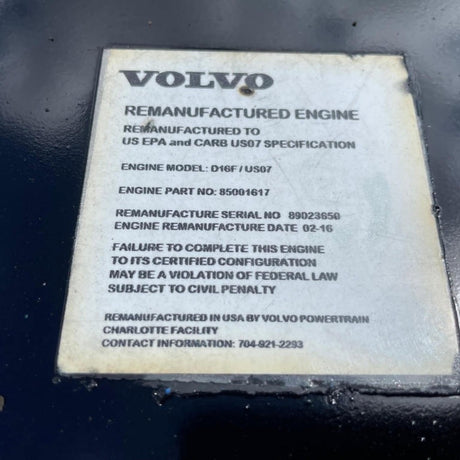 VOLVO
REMANUFACTURED ENGINE
REMANUFACTURED TO
US EPA and CARB US07 SPECIFICATION
ENGINE MODEL: D16F / US07
ENGINE PART NO: 85001617
REMANUFACTURE SERIAL NO 89023650
ENGINE REMANUFACTURE DATE 02-16
FAILURE TO COMPLETE THIS ENGINE
TO ITS CERTIFIED CONFIGURATION
MAY BE A VIOLATION OF FEDERAL LAW
SUBJECT TO CIVIL PENALTY
REMANUFACTURED IN USA BY VOLVO POWERTRAIN
CHARLOTTE FACILITY
CONTACT INFORMATION: 704-921-2293